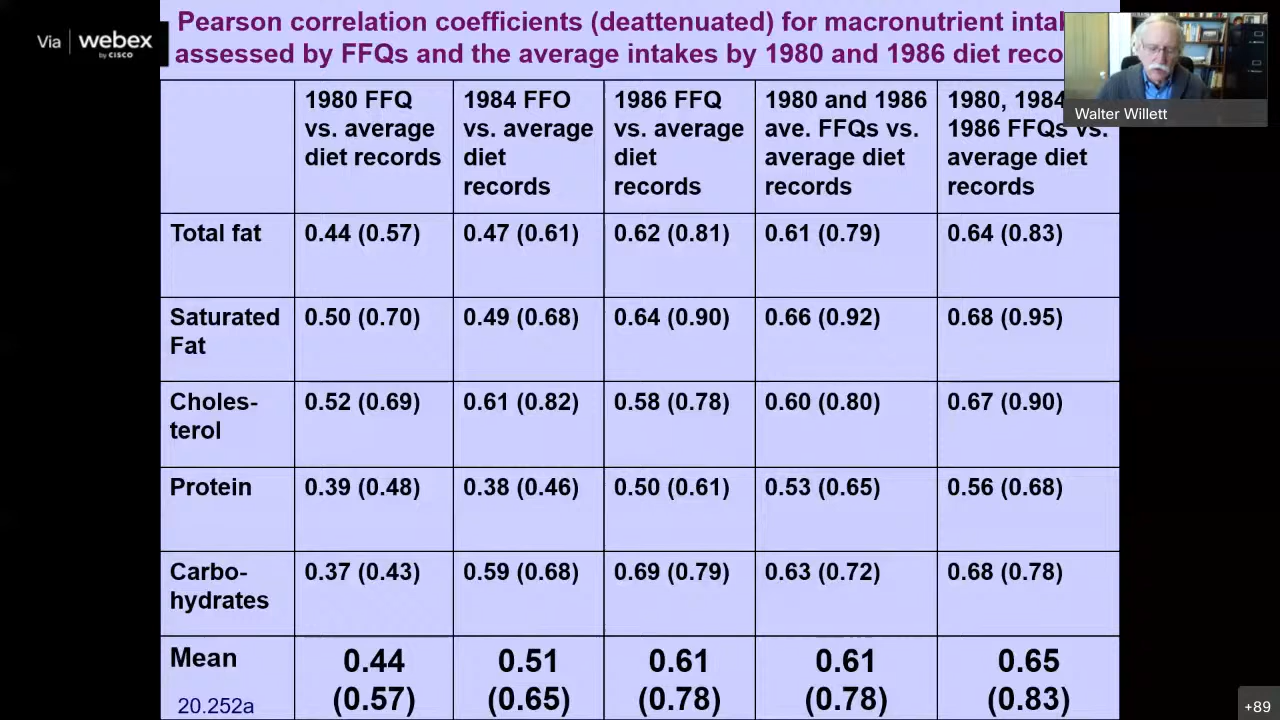 Via webex
by CISCO
Pearson correlation coefficients (deattenuated) for macronutrient
assessed by FFQs and the average intakes by 1980 and 1986 diet
Walter Willett
1980 FFQ vs. average diet records
1984 FFO vs. average diet records
1986 FFQ vs. average diet records
1980 and 1986 ave. FFQs vs. average diet records
1980, 1984 1986 FFQs vs. average diet records
Total fat 0.44 (0.57) 0.47 (0.61) 0.62 (0.81) 0.61 (0.79) 0.64 (0.83)
Saturated Fat 0.50 (0.70) 0.49 (0.68) 0.64 (0.90) 0.66 (0.92) 0.68 (0.95)
Choles-
terol 0.52 (0.69) 0.61 (0.82) 0.58 (0.78) 0.60 (0.80) 0.67 (0.90)
Protein 0.39 (0.48) 0.38 (0.46) 0.50 (0.61) 0.53 (0.65) 0.56 (0.68)
Carbo-
hydrates 0.37 (0.43) 0.59 (0.68) 0.69 (0.79) 0.63 (0.72) 0.68 (0.78)
Mean 0.44 (0.57) 0.51 (0.65) 0.61 (0.78) 0.61 (0.78) 0.65 (0.83)
20.252a
+89